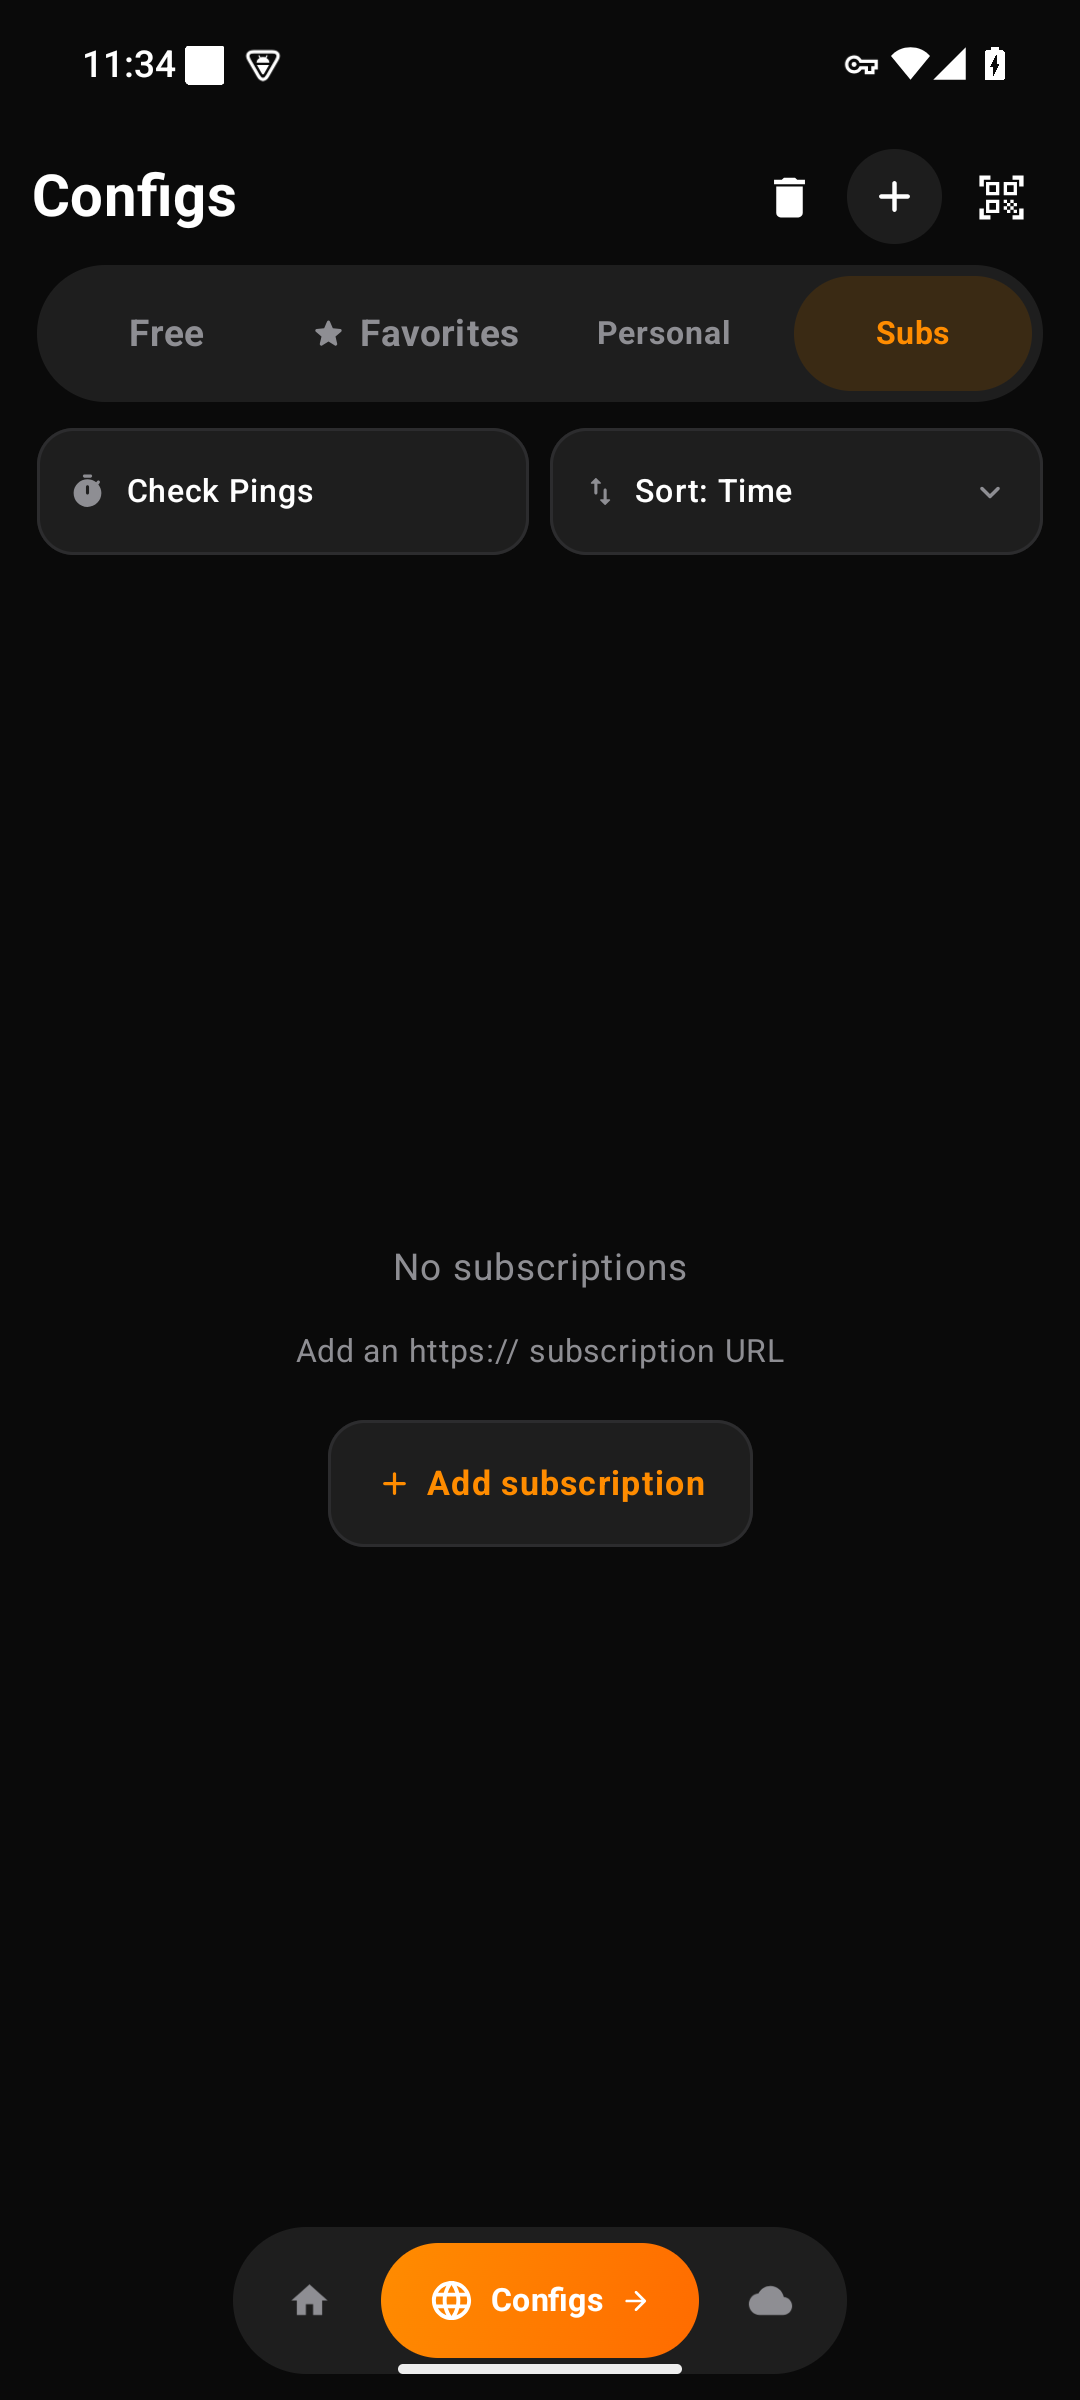 11:34
Configs
Free
Favorites
Personal
Subs
Check Pings
Sort: Time
No subscriptions
Add an https:// subscription URL
Add subscription
Configs